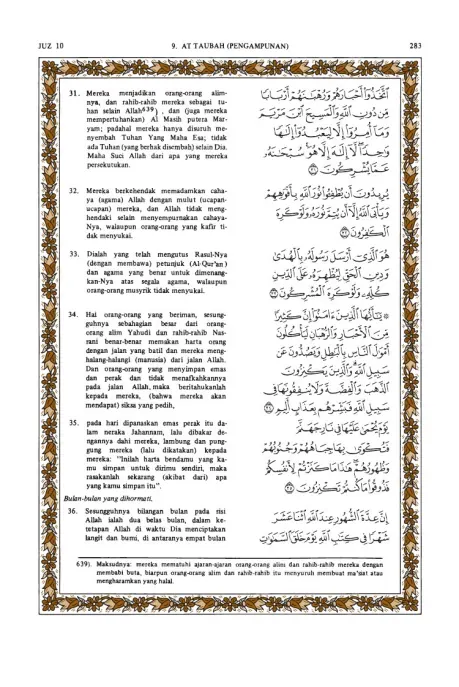 JUZ 10 9. AT TAUBAH (PENGAMPUNAN) 283
31. Mereka menjadikan orang-orang alim-
nya, dan rahib-rahib mereka sebagai tu-
han selain Allah639) , dan (juga mereka
mempertuhankan) Al Masih putera Mar-
yam; padahal mereka hanya disuruh me-
nyembah Tuhan Yang Maha Esa; tidak
ada Tuhan (yang berhak disembah) selain Dia.
Maha Suci Allah dari apa yang mereka
persekutukan.
32. Mereka berkehendak memadamkan caha-
ya (agama) Allah dengan mulut (ucapan-
ucapan) mereka, dan Allah tidak meng-
hendaki selain menyempurnakan cahaya-
Nya, walaupun orang-orang yang kafir ti-
dak menyukai.
33. Dialah yang telah mengutus Rasul-Nya
(dengan membawa) petunjuk (Al-Qur'an)
dan agama yang benar untuk dimenang-
kan-Nya atas segala agama, walaupun
orang-orang musyrik tidak menyukai.
34. Hai orang-orang yang beriman, sesung-
guhnya sebahagian besar dari orang-
orang alim Yahudi dan rahib-rahib Nas-
rani benar-benar memakan harta orang
dengan jalan yang batil dan mereka meng-
halang-halangi (manusia) dari jalan Allah.
Dan orang-orang yang menyimpan emas
dan perak dan tidak menafkahkannya
pada jalan Allah, maka beritahukanlah
kepada mereka, (bahwa mereka akan
mendapat) siksa yang pedih,
35. pada hari dipanaskan emas perak itu da-
lam neraka Jahannam, lalu dibakar de-
ngannya dahi mereka, lambung dan pung-
gung mereka (lalu dikatakan) kepada
mereka: "Inilah harta bendamu yang ka-
mu simpan untuk dirimu sendiri, maka
rasakanlah sekarang (akibat dari) apa
yang kamu simpan itu".
Bulan-bulan yang dihormati.
36. Sesungguhnya bilangan bulan pada sisi
Allah ialah dua belas bulan, dalam ke-
tetapan Allah di waktu Dia menciptakan
langit dan bumi, di antaranya empat bulan
اتَّخَذُوا أَحْبَارَهُمْ وَرُهْبَانَهُمْ أَرْبَابًا
مِّن دُونِ اللَّهِ وَالْمَسِيحَ ابْنَ مَرْيَمَ
وَمَا أُمِرُوا إِلَّا لِيَعْبُدُوا إِلَٰهًا
وَاحِدًا لَّا إِلَٰهَ إِلَّا هُوَ سُبْحَانَهُ
عَمَّا يُشْرِكُونَ ٣١
يُرِيدُونَ أَن يُطْفِئُوا نُورَ اللَّهِ بِأَفْوَاهِهِمْ
وَيَأْبَى اللَّهُ إِلَّا أَن يُتِمَّ نُورَهُ وَلَوْ كَرِهَ
الْكَافِرُونَ ٣٢
هُوَ الَّذِي أَرْسَلَ رَسُولَهُ بِالْهُدَىٰ
وَدِينِ الْحَقِّ لِيُظْهِرَهُ عَلَى الدِّينِ
كُلِّهِ وَلَوْ كَرِهَ الْمُشْرِكُونَ ٣٣
يَا أَيُّهَا الَّذِينَ آمَنُوا إِنَّ كَثِيرًا
مِّنَ الْأَحْبَارِ وَالرُّهْبَانِ لَيَأْكُلُونَ
أَمْوَالَ النَّاسِ بِالْبَاطِلِ وَيَصُدُّونَ عَن
سَبِيلِ اللَّهِ وَالَّذِينَ يَكْنِزُونَ
الذَّهَبَ وَالْفِضَّةَ وَلَا يُنفِقُونَهَا فِي
سَبِيلِ اللَّهِ فَبَشِّرْهُم بِعَذَابٍ أَلِيمٍ ٣٤
يَوْمَ يُحْمَىٰ عَلَيْهَا فِي نَارِ جَهَنَّمَ
فَتُكْوَىٰ بِهَا جِبَاهُهُمْ وَجُنُوبُهُمْ
وَظُهُورُهُمْ هَٰذَا مَا كَنَزْتُمْ لِأَنفُسِكُمْ
فَذُوقُوا مَا كُنتُمْ تَكْنِزُونَ ٣٥
إِنَّ عِدَّةَ الشُّهُورِ عِندَ اللَّهِ اثْنَا عَشَرَ
شَهْرًا فِي كِتَابِ اللَّهِ يَوْمَ خَلَقَ السَّمَاوَاتِ
639). Maksudnya: mereka mematuhi ajaran-ajaran orang-orang alim dan rahib-rahib mereka dengan
membabi buta, biarpun orang-orang alim dan rahib-rahib itu menyuruh membuat ma'siat atau
mengharamkan yang halal.